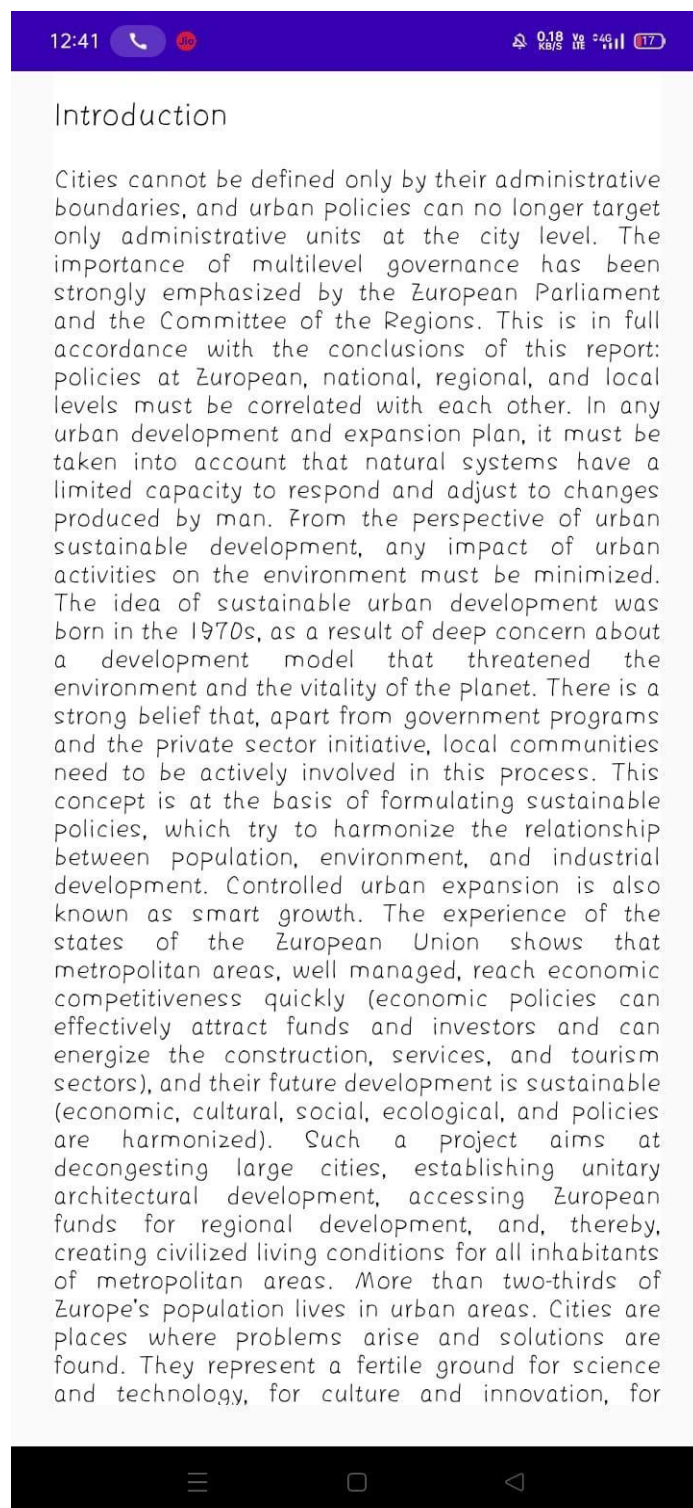 12:41
Jio
0.18 KB/S
Vo LTE
4G
17
Introduction
Cities cannot be defined only by their administrative
boundaries, and urban policies can no longer target
only administrative units at the city level. The
importance of multilevel governance has been
strongly emphasized by the European Parliament
and the Committee of the Regions. This is in full
accordance with the conclusions of this report:
policies at European, national, regional, and local
levels must be correlated with each other. In any
urban development and expansion plan, it must be
taken into account that natural systems have a
limited capacity to respond and adjust to changes
produced by man. From the perspective of urban
sustainable development, any impact of urban
activities on the environment must be minimized.
The idea of sustainable urban development was
born in the 1970s, as a result of deep concern about
a development model that threatened the
environment and the vitality of the planet. There is a
strong belief that, apart from government programs
and the private sector initiative, local communities
need to be actively involved in this process. This
concept is at the basis of formulating sustainable
policies, which try to harmonize the relationship
between population, environment, and industrial
development. Controlled urban expansion is also
known as smart growth. The experience of the
states of the European Union shows that
metropolitan areas, well managed, reach economic
competitiveness quickly (economic policies can
effectively attract funds and investors and can
energize the construction, services, and tourism
sectors), and their future development is sustainable
(economic, cultural, social, ecological, and policies
are harmonized). Such a project aims at
decongesting large cities, establishing unitary
architectural development, accessing European
funds for regional development, and, thereby,
creating civilized living conditions for all inhabitants
of metropolitan areas. More than two-thirds of
Europe's population lives in urban areas. Cities are
places where problems arise and solutions are
found. They represent a fertile ground for science
and technology, for culture and innovation, for